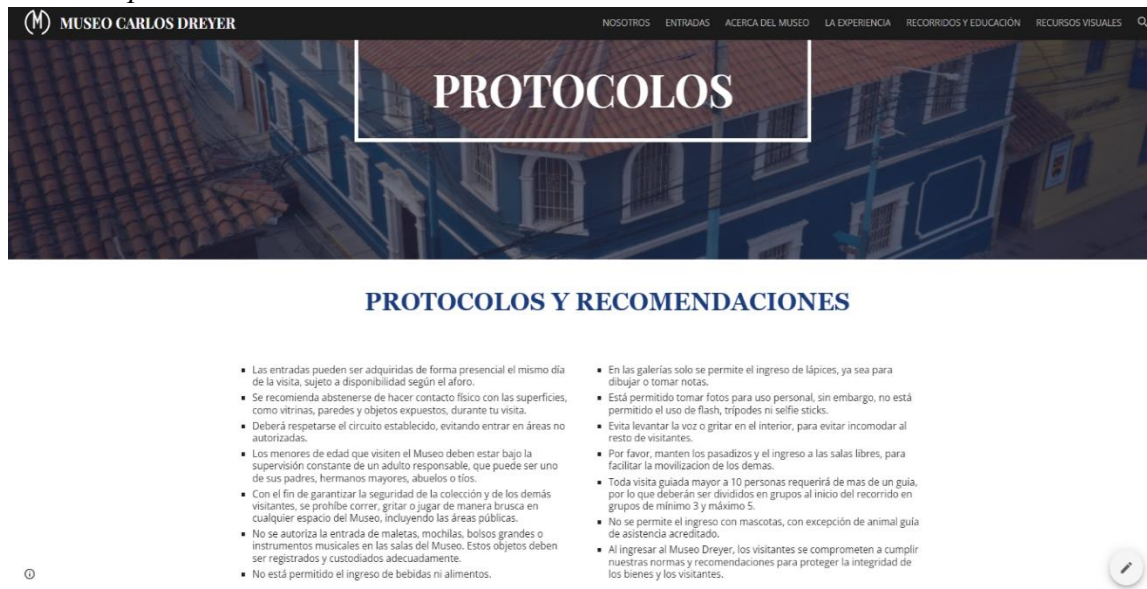 MUSEO CARLOS DREYER
NOSOTROS ENTRADAS ACERCA DEL MUSEO LA EXPERIENCIA RECORRIDOS Y EDUCACIÓN RECURSOS VISUALES
PROTOCOLOS
PROTOCOLOS Y RECOMENDACIONES
▪ Las entradas pueden ser adquiridas de forma presencial el mismo día
de la visita, sujeto a disponibilidad según el aforo.
▪ Se recomienda abstenerse de hacer contacto físico con las superficies,
como vitrinas, paredes y objetos expuestos, durante tu visita.
▪ Deberá respetarse el circuito establecido, evitando entrar en áreas no
autorizadas.
▪ Los menores de edad que visiten el Museo deben estar bajo la
supervisión constante de un adulto responsable, que puede ser uno
de sus padres, hermanos mayores, abuelos o tíos.
▪ Con el fin de garantizar la seguridad de la colección y de los demás
visitantes, se prohíbe correr, gritar o jugar de manera brusca en
cualquier espacio del Museo, incluyendo las áreas públicas.
▪ No se autoriza la entrada de maletas, mochilas, bolsos grandes o
instrumentos musicales en las salas del Museo. Estos objetos deben
ser registrados y custodiados adecuadamente.
▪ No está permitido el ingreso de bebidas ni alimentos.
▪ En las galerías solo se permite el ingreso de lápices, ya sea para
dibujar o tomar notas.
▪ Está permitido tomar fotos para uso personal, sin embargo, no está
permitido el uso de flash, trípodes ni selfie sticks.
▪ Evita levantar la voz o gritar en el interior, para evitar incomodar al
resto de visitantes.
▪ Por favor, manten los pasadizos y el ingreso a las salas libres, para
facilitar la movilizacion de los demas.
▪ Toda visita guiada mayor a 10 personas requerirá de mas de un guia,
por lo que deberán ser divididos en grupos al inicio del recorrido en
grupos de mínimo 3 y máximo 5.
▪ No se permite el ingreso con mascotas, con excepción de animal guía
de asistencia acreditado.
▪ Al ingresar al Museo Dreyer, los visitantes se comprometen a cumplir
nuestras normas y recomendaciones para proteger la integridad de
los bienes y los visitantes.